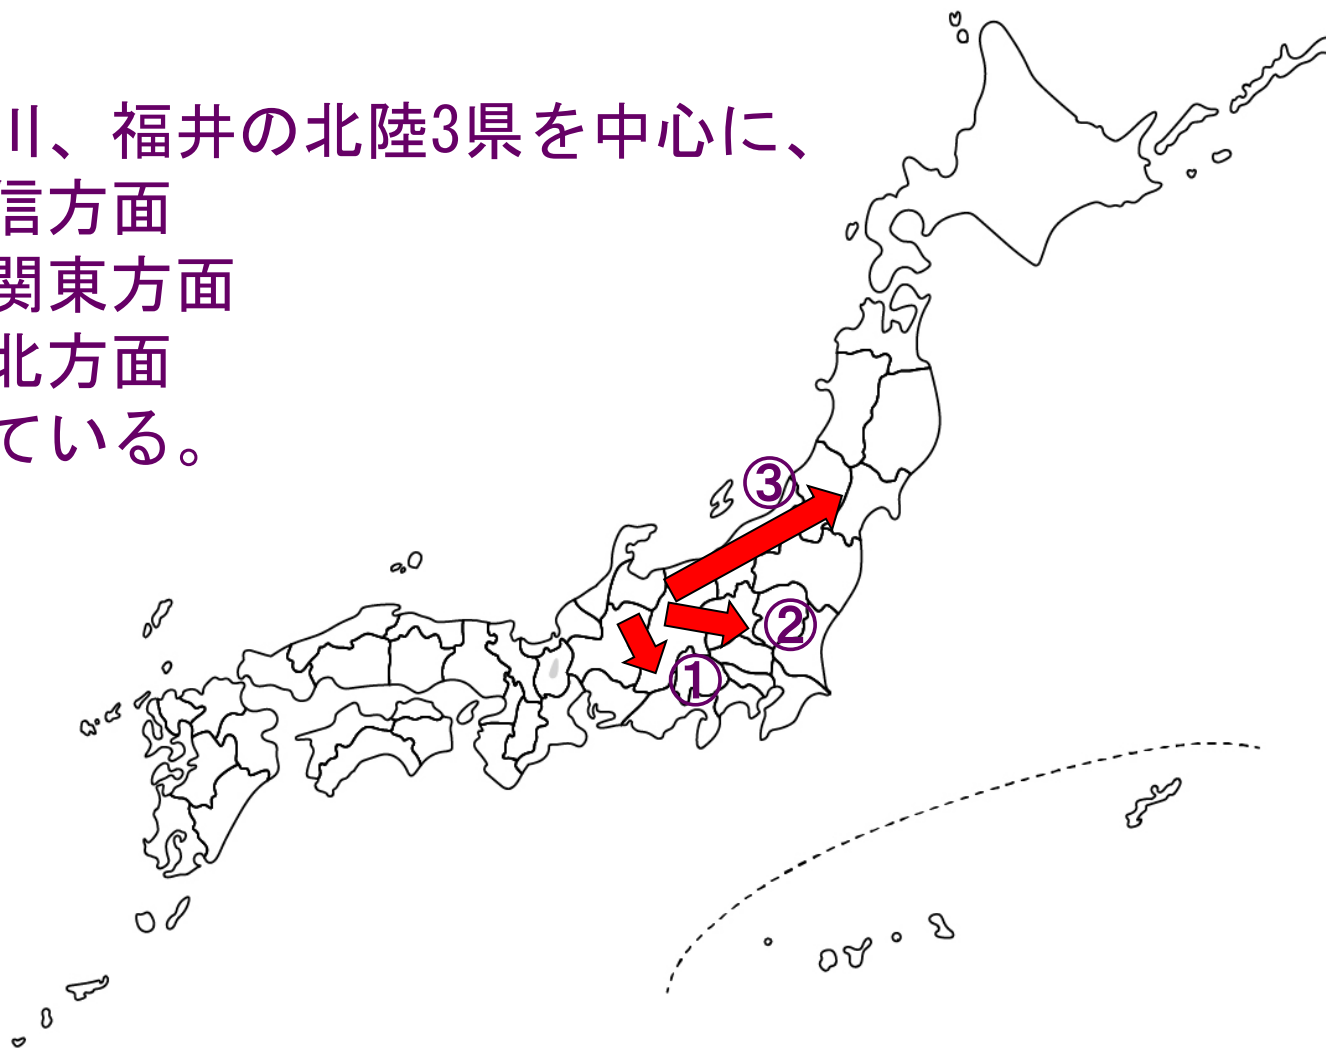 川、福井の北陸3県を中心に、
信方面
関東方面
北方面
ている。
③
②
①